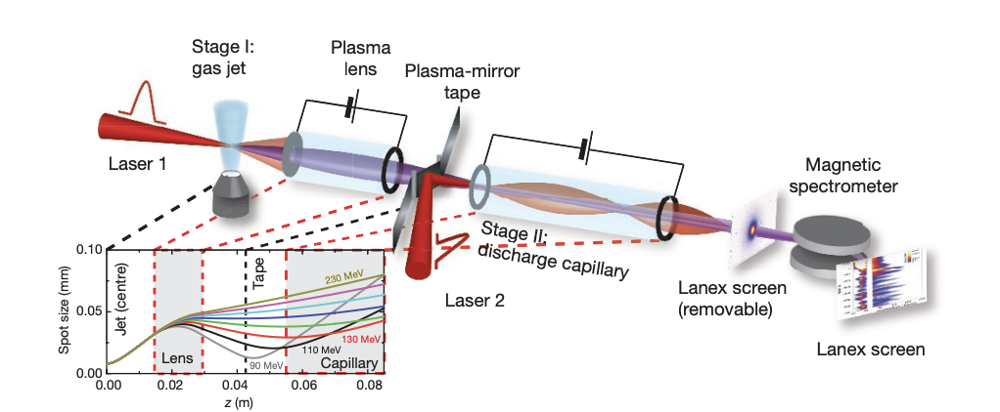 Stage I:
gas jet
Plasma
lens
Plasma-mirror
tape
Laser 1
Magnetic
spectrometer
Stage II:
discharge capillary
Laser 2
Lanex screen
(removable)
Lanex screen
0.10
0.05
0.00
Spot size (mm)
Jet (centre)
Tape
230 MeV
130 MeV
110 MeV
90 MeV
Lens
Capillary
0.00
0.02
0.04
0.06
0.08
z (m)